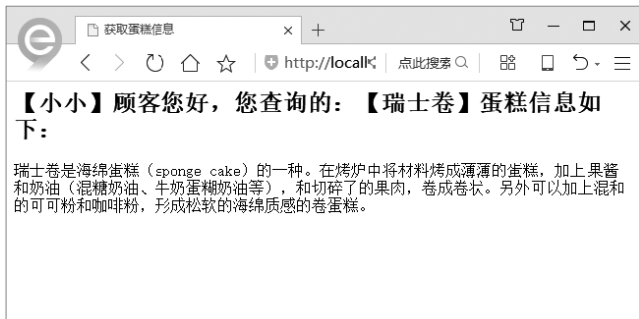 获取蛋糕信息
http://localh
点此搜索
【小小】顾客您好，您查询的：【瑞士卷】蛋糕信息如
下：
瑞士卷是海绵蛋糕（sponge cake）的一种。在烤炉中将材料烤成薄薄的蛋糕，加上果酱
和奶油（混糖奶油、牛奶蛋糊奶油等），和切碎了的果肉，卷成卷状。另外可以加上混和
的可可粉和咖啡粉，形成松软的海绵质感的卷蛋糕。